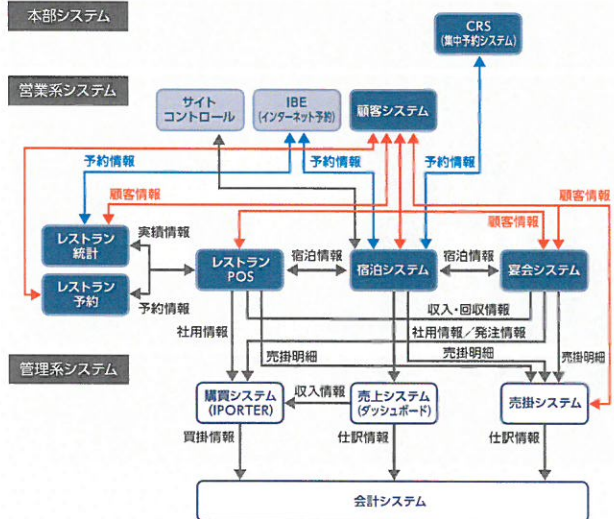 本部システム
CRS
(集中予約システム)
営業系システム
サイト
コントロール
IBE
(インターネット予約)
顧客システム
予約情報
予約情報
予約情報
顧客情報
顧客情報
顧客情報
レストラン
統計
実績情報
レストラン
POS
宿泊情報
宿泊システム
宿泊情報
宴会システム
レストラン
予約
予約情報
収入・回収情報
社用情報
社用情報/発注情報
売掛明細
売掛明細
売掛明細
管理系システム
購買システム
(IPORTER)
収入情報
売上システム
(ダッシュボード)
売掛システム
買掛情報
仕訳情報
仕訳情報
会計システム